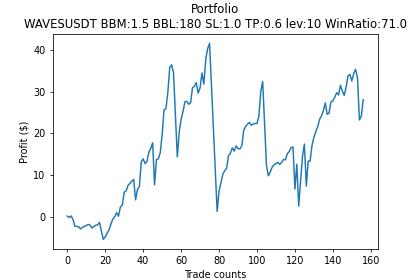 Portfolio
WAVESUSDT BBM:1.5 BBL:180 SL:1.0 TP:0.6 lev:10 WinRatio:71.0
40
30
20
10
0
Profit ($)
0 20 40 60 80 100 120 140 160
Trade counts